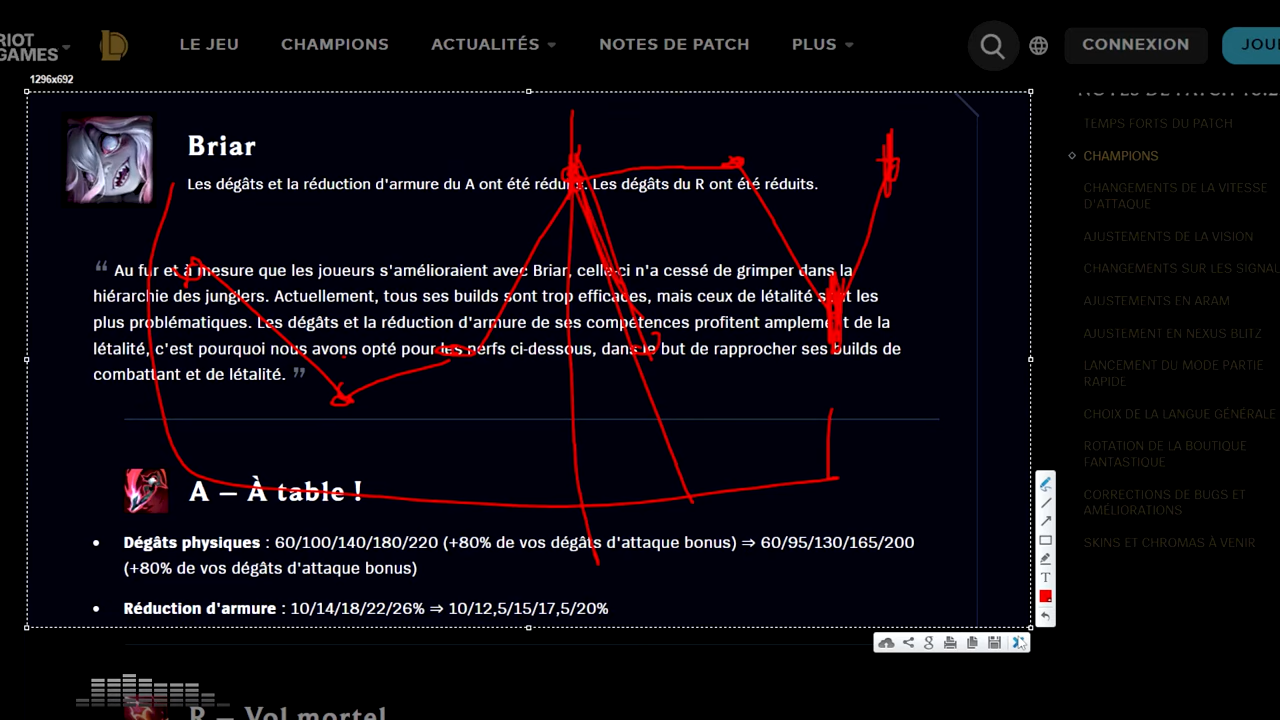 RIOT
GAMES
LE JEU
CHAMPIONS
ACTUALITÉS
NOTES DE PATCH
PLUS
CONNEXION
1296x692
NOTES DE PATCH
TEMPS FORTS DU PATCH
CHAMPIONS
CHANGEMENTS DE LA VITESSE
D'ATTAQUE
AJUSTEMENTS DE LA VISION
CHANGEMENTS SUR LES
AJUSTEMENTS EN ARAM
AJUSTEMENT EN NEXUS BLITZ
LANCEMENT DU MODE PARTIE
RAPIDE
CHOIX DE LA LANGUE GÉNÉRALE
ROTATION DE LA BOUTIQUE
FANTASTIQUE
CORRECTIONS DE BUGS ET
AMÉLIORATIONS
SKINS ET CHROMAS À VENIR
Briar
Les dégâts et la réduction d'armure du A ont été réduits. Les dégâts du R ont été réduits.
“ Au fur et à mesure que les joueurs s'amélioraient avec Briar, celle-ci n'a cessé de grimper dans la
hiérarchie des junglers. Actuellement, tous ses builds sont trop efficaces, mais ceux de létalité sont les
plus problématiques. Les dégâts et la réduction d'armure de ses compétences profitent amplement de la
létalité, c'est pourquoi nous avons opté pour les nerfs ci-dessous, dans le but de rapprocher ses builds de
combattant et de létalité. ”
A – À table !
• Dégâts physiques : 60/100/140/180/220 (+80% de vos dégâts d'attaque bonus) ⇒ 60/95/130/165/200
(+80% de vos dégâts d'attaque bonus)
• Réduction d'armure : 10/14/18/22/26% ⇒ 10/12,5/15/17,5/20%
R – Vol mortel